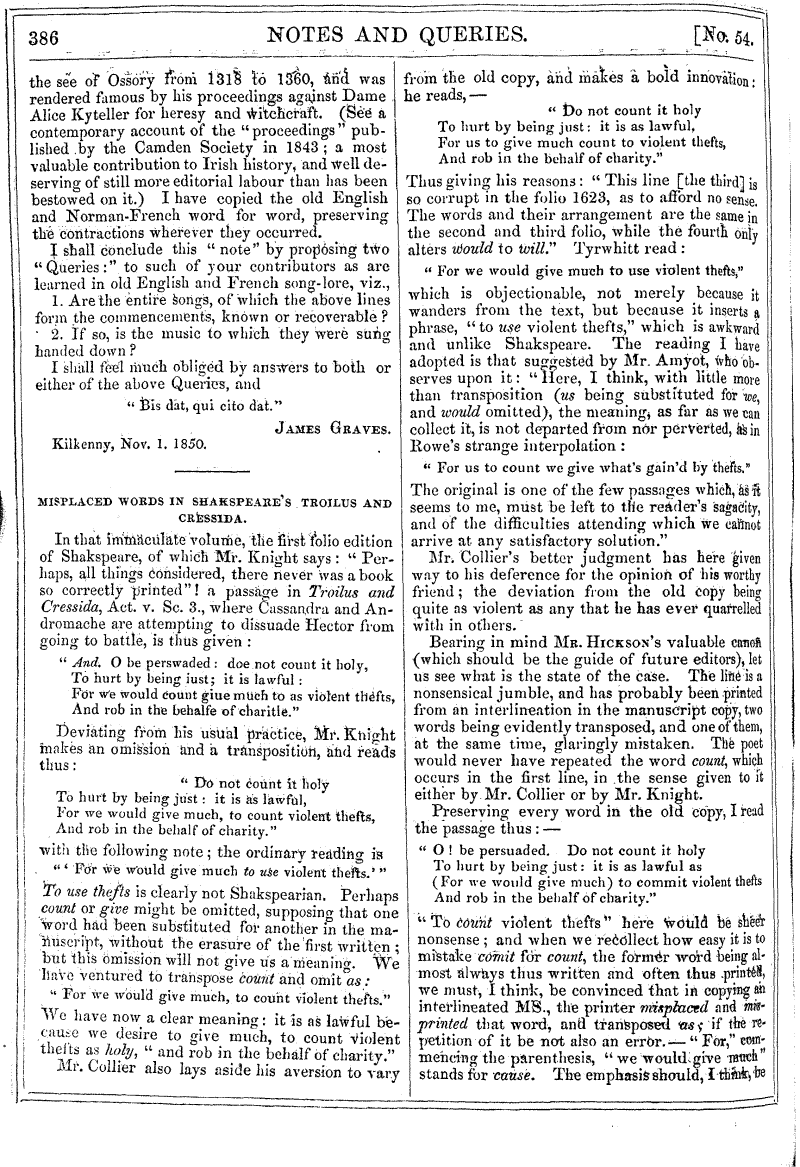 386 NOTES AND QUERIES. [No. 54.
the see of Ossory from 1318 to 1360, and was
rendered famous by his proceedings against Dame
Alice Kyteller for heresy and witchcraft. (See a
contemporary account of the "proceedings" pub-
lished by the Camden Society in 1843; a most
valuable contribution to Irish history, and well de-
serving of still more editorial labour than has been
bestowed on it.) I have copied the old English
and Norman-French word for word, preserving
the contractions wherever they occurred.
I shall conclude this "note" by proposing two
"Queries:" to such of your contributors as are
learned in old English and French song-lore, viz.,
1. Are the entire songs, of which the above lines
form the commencements, known or recoverable?
2. If so, is the music to which they were sung
handed down?
I shall feel much obliged by answers to both or
either of the above Queries, and
"Bis dat, qui cito dat."
JAMES GRAVES.
Kilkenny, Nov. 1. 1850.
MISPLACED WORDS IN SHAKSPEARE'S TROILUS AND
CRESSIDA.
In that immaculate volume, the first folio edition
of Shakspeare, of which Mr. Knight says: "Per-
haps, all things considered, there never was a book
so correctly printed"! a passage in Troilus and
Cressida, Act. v. Sc. 3., where Cassandra and An-
dromache are attempting to dissuade Hector from
going to battle, is thus given:
"And. O be perswaded: doe not count it holy,
To hurt by being iust; it is lawful:
For we would count giue much to as violent thefts,
And rob in the behalfe of charitie."
Deviating from his usual practice, Mr. Knight
makes an omission and a transposition, and reads
thus:
"Do not count it holy
To hurt by being just: it is as lawful,
For we would give much, to count violent thefts,
And rob in the behalf of charity."
with the following note; the ordinary reading is
"'For we would give much to use violent thefts.'"
To use thefts is clearly not Shakspearian. Perhaps
count or give might be omitted, supposing that one
word had been substituted for another in the ma-
nuscript, without the erasure of the first written;
but this omission will not give us a meaning. We
have ventured to transpose count and omit as:
"For we would give much, to count violent thefts."
We have now a clear meaning: it is as lawful be-
cause we desire to give much, to count violent
thefts as holy, "and rob in the behalf of charity."
Mr. Collier also lays aside his aversion to vary
from the old copy, and makes a bold innovation:
he reads,—
"Do not count it holy
To hurt by being just: it is as lawful,
For us to give much count to violent thefts,
And rob in the behalf of charity."
Thus giving his reasons: "This line [the third] is
so corrupt in the folio 1623, as to afford no sense.
The words and their arrangement are the same in
the second and third folio, while the fourth only
alters would to will." Tyrwhitt read:
"For we would give much to use violent thefts,"
which is objectionable, not merely because it
wanders from the text, but because it inserts a
phrase, "to use violent thefts," which is awkward
and unlike Shakspeare. The reading I have
adopted is that suggested by Mr. Amyot, who ob-
serves upon it: "Here, I think, with little more
than transposition (us being substituted for we,
and would omitted), the meaning, as far as we can
collect it, is not departed from nor perverted, as in
Rowe's strange interpolation:
"For us to count we give what's gain'd by thefts."
The original is one of the few passages which, as it
seems to me, must be left to the reader's sagacity,
and of the difficulties attending which we cannot
arrive at any satisfactory solution."
Mr. Collier's better judgment has here given
way to his deference for the opinion of his worthy
friend; the deviation from the old copy being
quite as violent as any that he has ever quarrelled
with in others.
Bearing in mind MR. HICKSON'S valuable canon
(which should be the guide of future editors), let
us see what is the state of the case. The line is a
nonsensical jumble, and has probably been printed
from an interlineation in the manuscript copy, two
words being evidently transposed, and one of them,
at the same time, glaringly mistaken. The poet
would never have repeated the word count, which
occurs in the first line, in the sense given to it
either by Mr. Collier or by Mr. Knight.
Preserving every word in the old copy, I read
the passage thus:—
"O! be persuaded. Do not count it holy
To hurt by being just: it is as lawful as
(For we would give much) to commit violent thefts
And rob in the behalf of charity."
"To count violent thefts" here would be sheer
nonsense; and when we recollect how easy it is to
mistake comit for count, the former word being al-
most always thus written and often thus printed,
we must, I think, be convinced that in copying an
interlineated MS., the printer misplaced and mis-
printed that word, and transposed as; if the re-
petition of it be not also an error.—"For," com-
mencing the parenthesis, "we would give much"
stands for cause. The emphasis should, I think, be